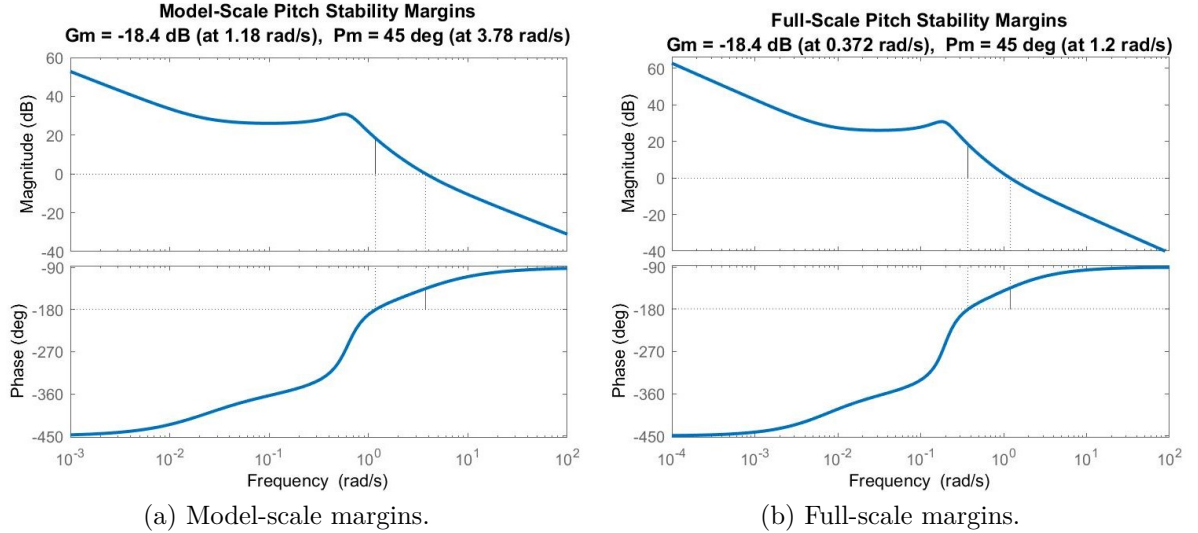 Model-Scale Pitch Stability Margins
Gm = -18.4 dB (at 1.18 rad/s),  Pm = 45 deg (at 3.78 rad/s)
60
40
20
0
-20
-40
Magnitude (dB)
-90
-180
-270
-360
-450
Phase (deg)
10^-3
10^-2
10^-1
10^0
10^1
10^2
Frequency  (rad/s)
(a) Model-scale margins.
Full-Scale Pitch Stability Margins
Gm = -18.4 dB (at 0.372 rad/s),  Pm = 45 deg (at 1.2 rad/s)
60
40
20
0
-20
-40
Magnitude (dB)
-90
-180
-270
-360
-450
Phase (deg)
10^-4
10^-3
10^-2
10^-1
10^0
10^1
10^2
Frequency  (rad/s)
(b) Full-scale margins.